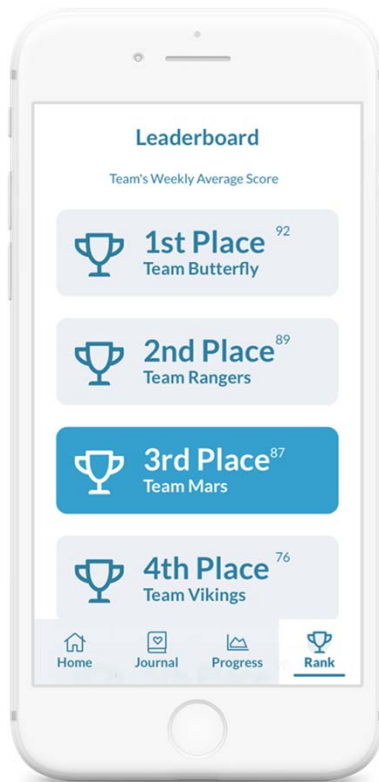 Leaderboard
Team's Weekly Average Score
1st Place 92
Team Butterfly
2nd Place 89
Team Rangers
3rd Place 87
Team Mars
4th Place 76
Team Vikings
Home Journal Progress Rank